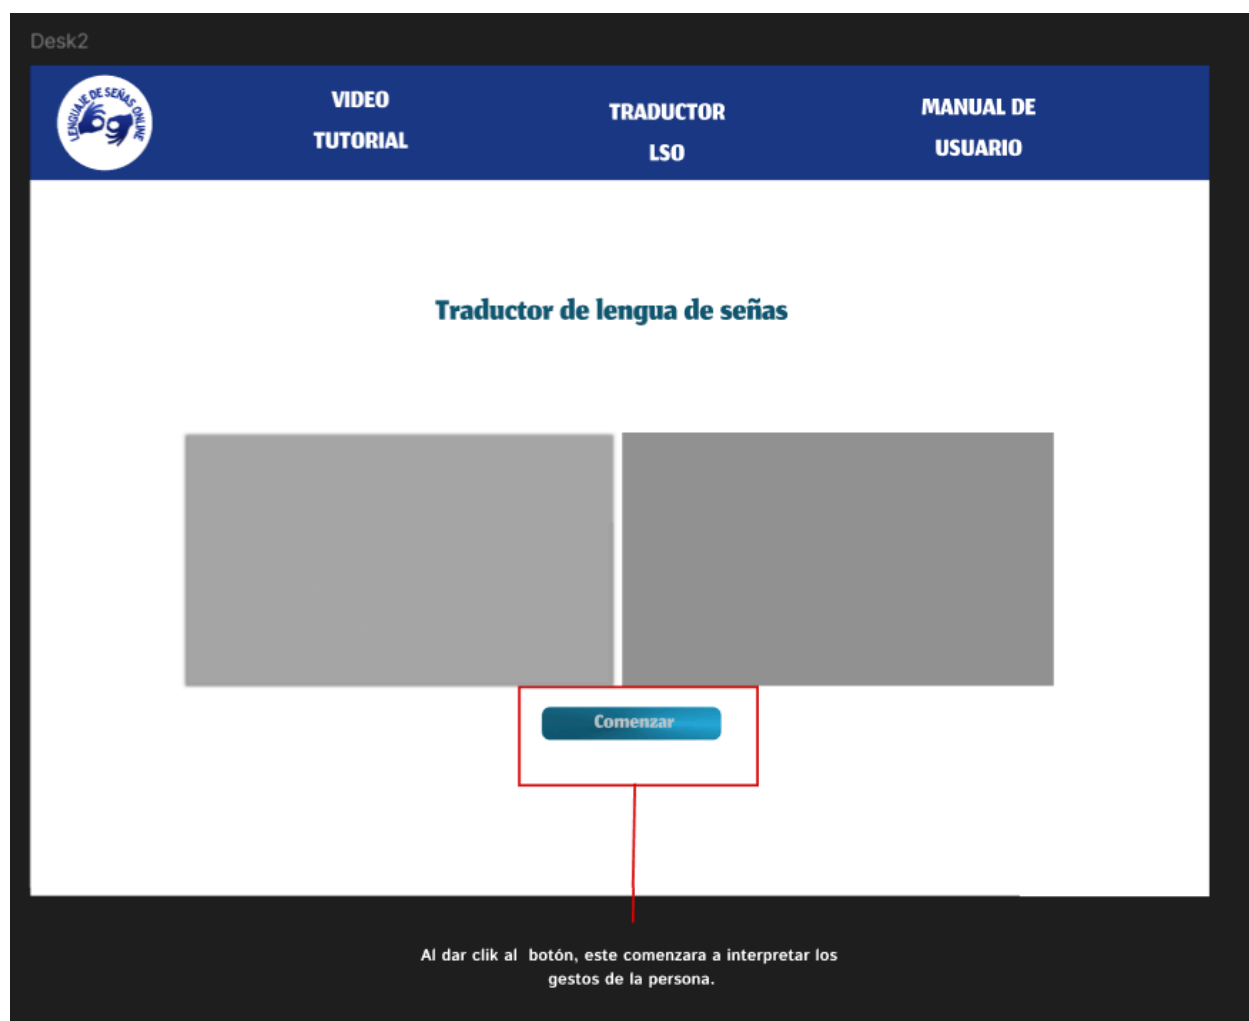 Desk2
LENGUAJE DE SEÑAS ONLINE
VIDEO
TUTORIAL
TRADUCTOR
LSO
MANUAL DE
USUARIO
Traductor de lengua de señas
Comenzar
Al dar clik al botón, este comenzara a interpretar los
gestos de la persona.